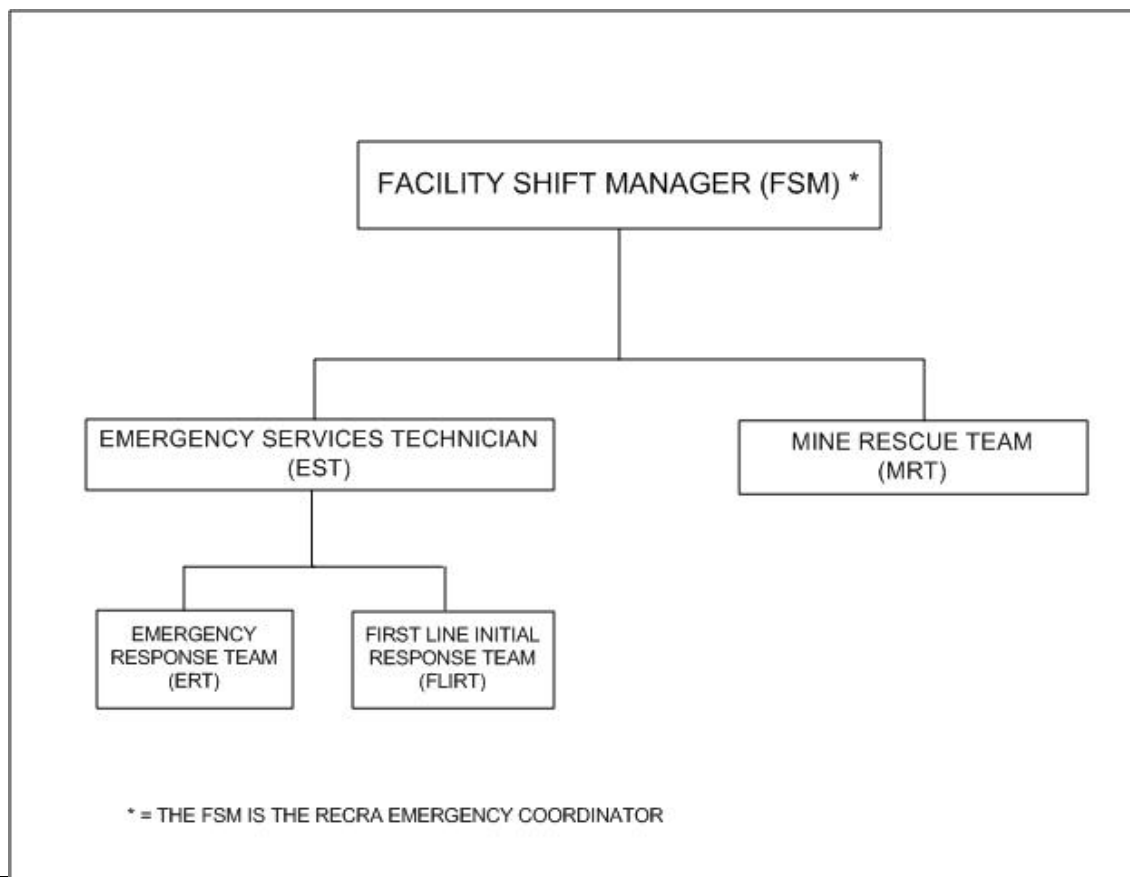 FACILITY SHIFT MANAGER (FSM) *
EMERGENCY SERVICES TECHNICIAN
(EST)
MINE RESCUE TEAM
(MRT)
EMERGENCY
RESPONSE TEAM
(ERT)
FIRST LINE INITIAL
RESPONSE TEAM
(FLIRT)
* = THE FSM IS THE RECRA EMERGENCY COORDINATOR